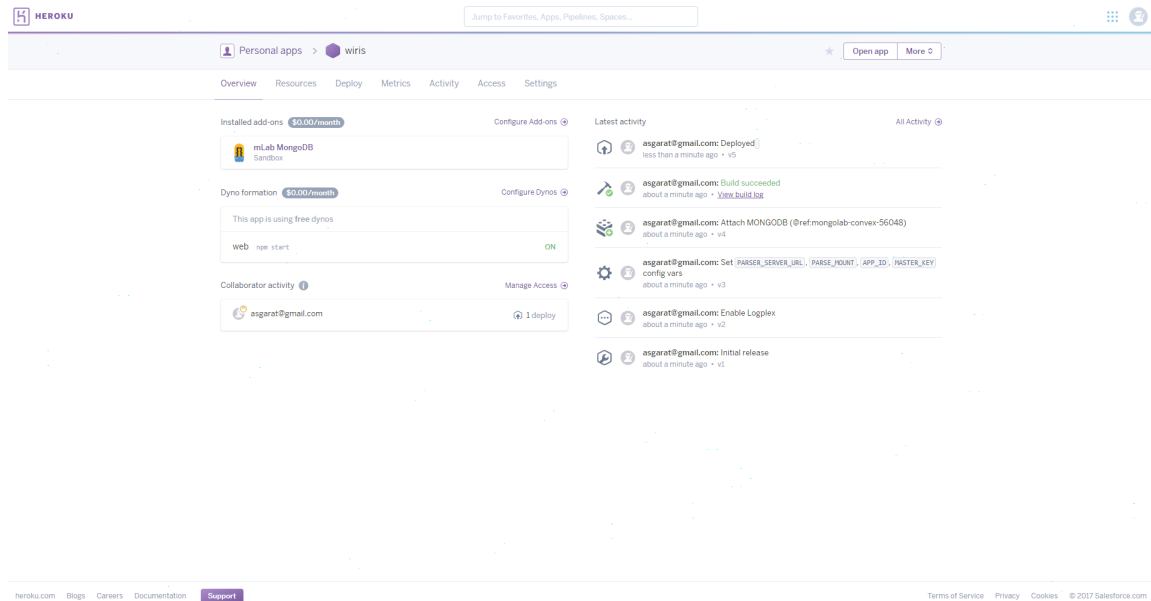 HEROKU
Jump to Favorites, Apps, Pipelines, Spaces...
Personal apps > wiris
Open app
More
Overview Resources Deploy Metrics Activity Access Settings
Installed add-ons $0.00/month
Configure Add-ons
mLab MongoDB
Sandbox
Dyno formation $0.00/month
Configure Dynos
This app is using free dynos
web npm start ON
Collaborator activity
Manage Access
asgarat@gmail.com 1 deploy
Latest activity
All Activity
asgarat@gmail.com: Deployed
less than a minute ago • v5
asgarat@gmail.com: Build succeeded
about a minute ago • View build log
asgarat@gmail.com: Attach MONGODB (@ref:mongolab-convex-56048)
about a minute ago • v4
asgarat@gmail.com: Set PARSER_SERVER_URL, PARSE_MOUNT, APP_ID, MASTER_KEY
config vars
about a minute ago • v3
asgarat@gmail.com: Enable Logplex
about a minute ago • v2
asgarat@gmail.com: Initial release
about a minute ago • v1
heroku.com Blogs Careers Documentation Support
Terms of Service Privacy Cookies © 2017 Salesforce.com